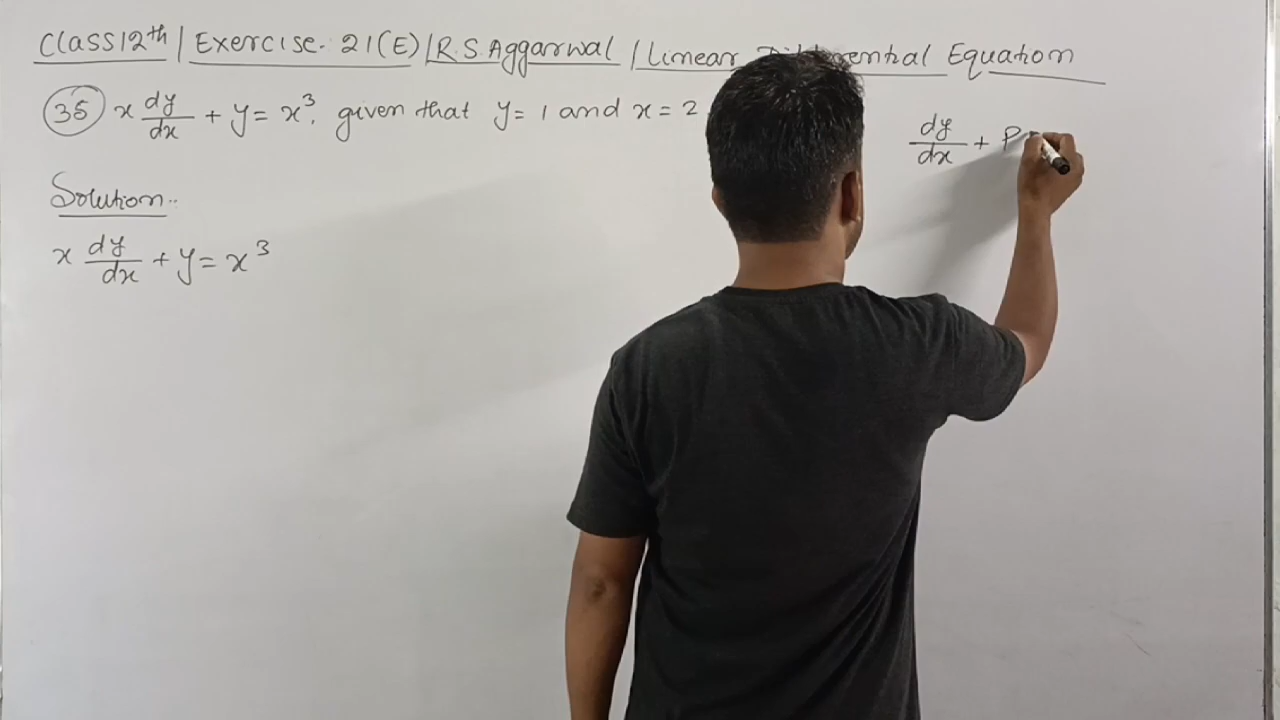 Class 12th / Exercise. 21(E) / R.S. Aggarwal / Linear Differential Equation
(35) x dy/dx + y = x³, given that y = 1 and x = 2
dy/dx + P
Solution..
x dy/dx + y = x³